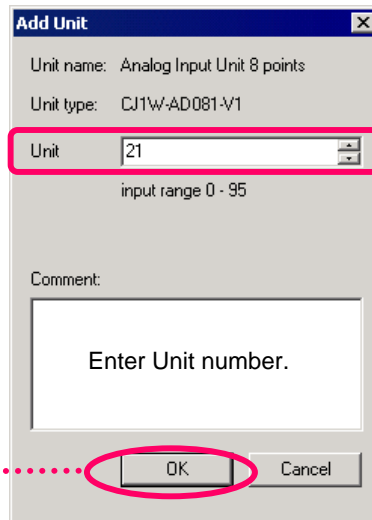 Add Unit
Unit name: Analog Input Unit 8 points
Unit type: CJ1W-AD081-V1
Unit 21
input range 0 - 95
Comment:
Enter Unit number.
OK Cancel